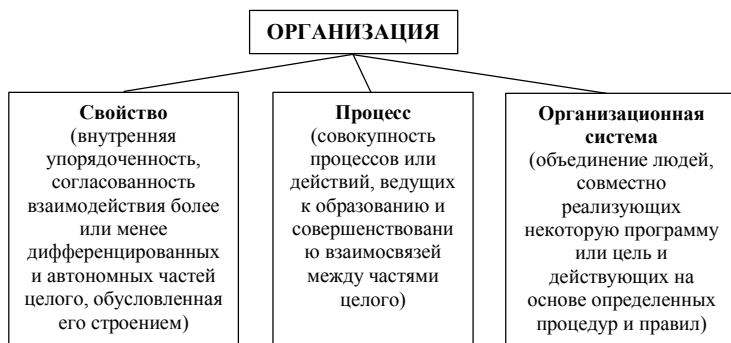 ОРГАНИЗАЦИЯ
Свойство
(внутренняя
упорядоченность,
согласованность
взаимодействия более
или менее
дифференцированных
и автономных частей
целого, обусловленная
его строением)
Процесс
(совокупность
процессов или
действий, ведущих
к образованию и
совершенствовани
ю взаимосвязей
между частями
целого)
Организационная
система
(объединение людей,
совместно
реализующих
некоторую программу
или цель и
действующих на
основе определенных
процедур и правил)